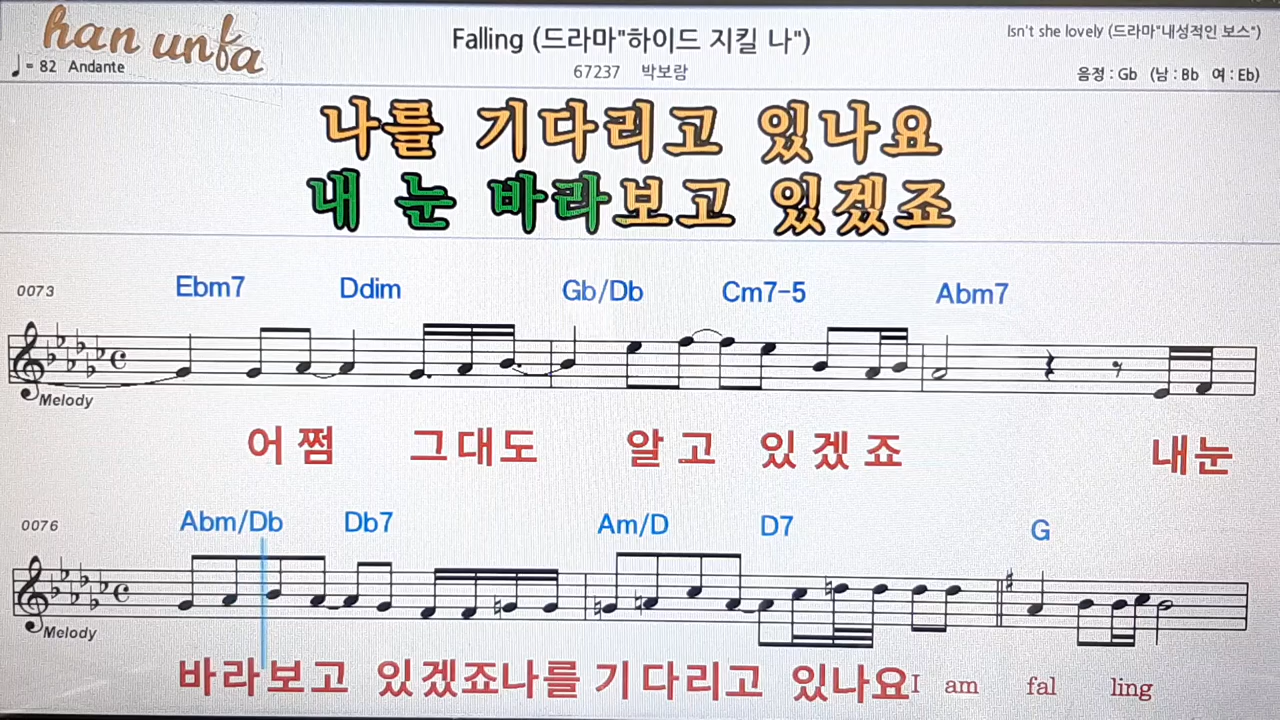 han unfa
♩= 82 Andante
Falling (드라마"하이드 지킬 나")
67237 박보람
Isn't she lovely (드라마"내성적인 보스")
음정 : Gb (남 : Bb 여 : Eb)
나를 기다리고 있나요
내 눈 바라보고 있겠죠
0073 Ebm7 Ddim Gb/Db Cm7-5 Abm7
Melody
어쩜 그대도 알고 있겠죠 내눈
0076 Abm/Db Db7 Am/D D7 G
Melody
바라보고 있겠죠나를 기다리고 있나요I am fal ling